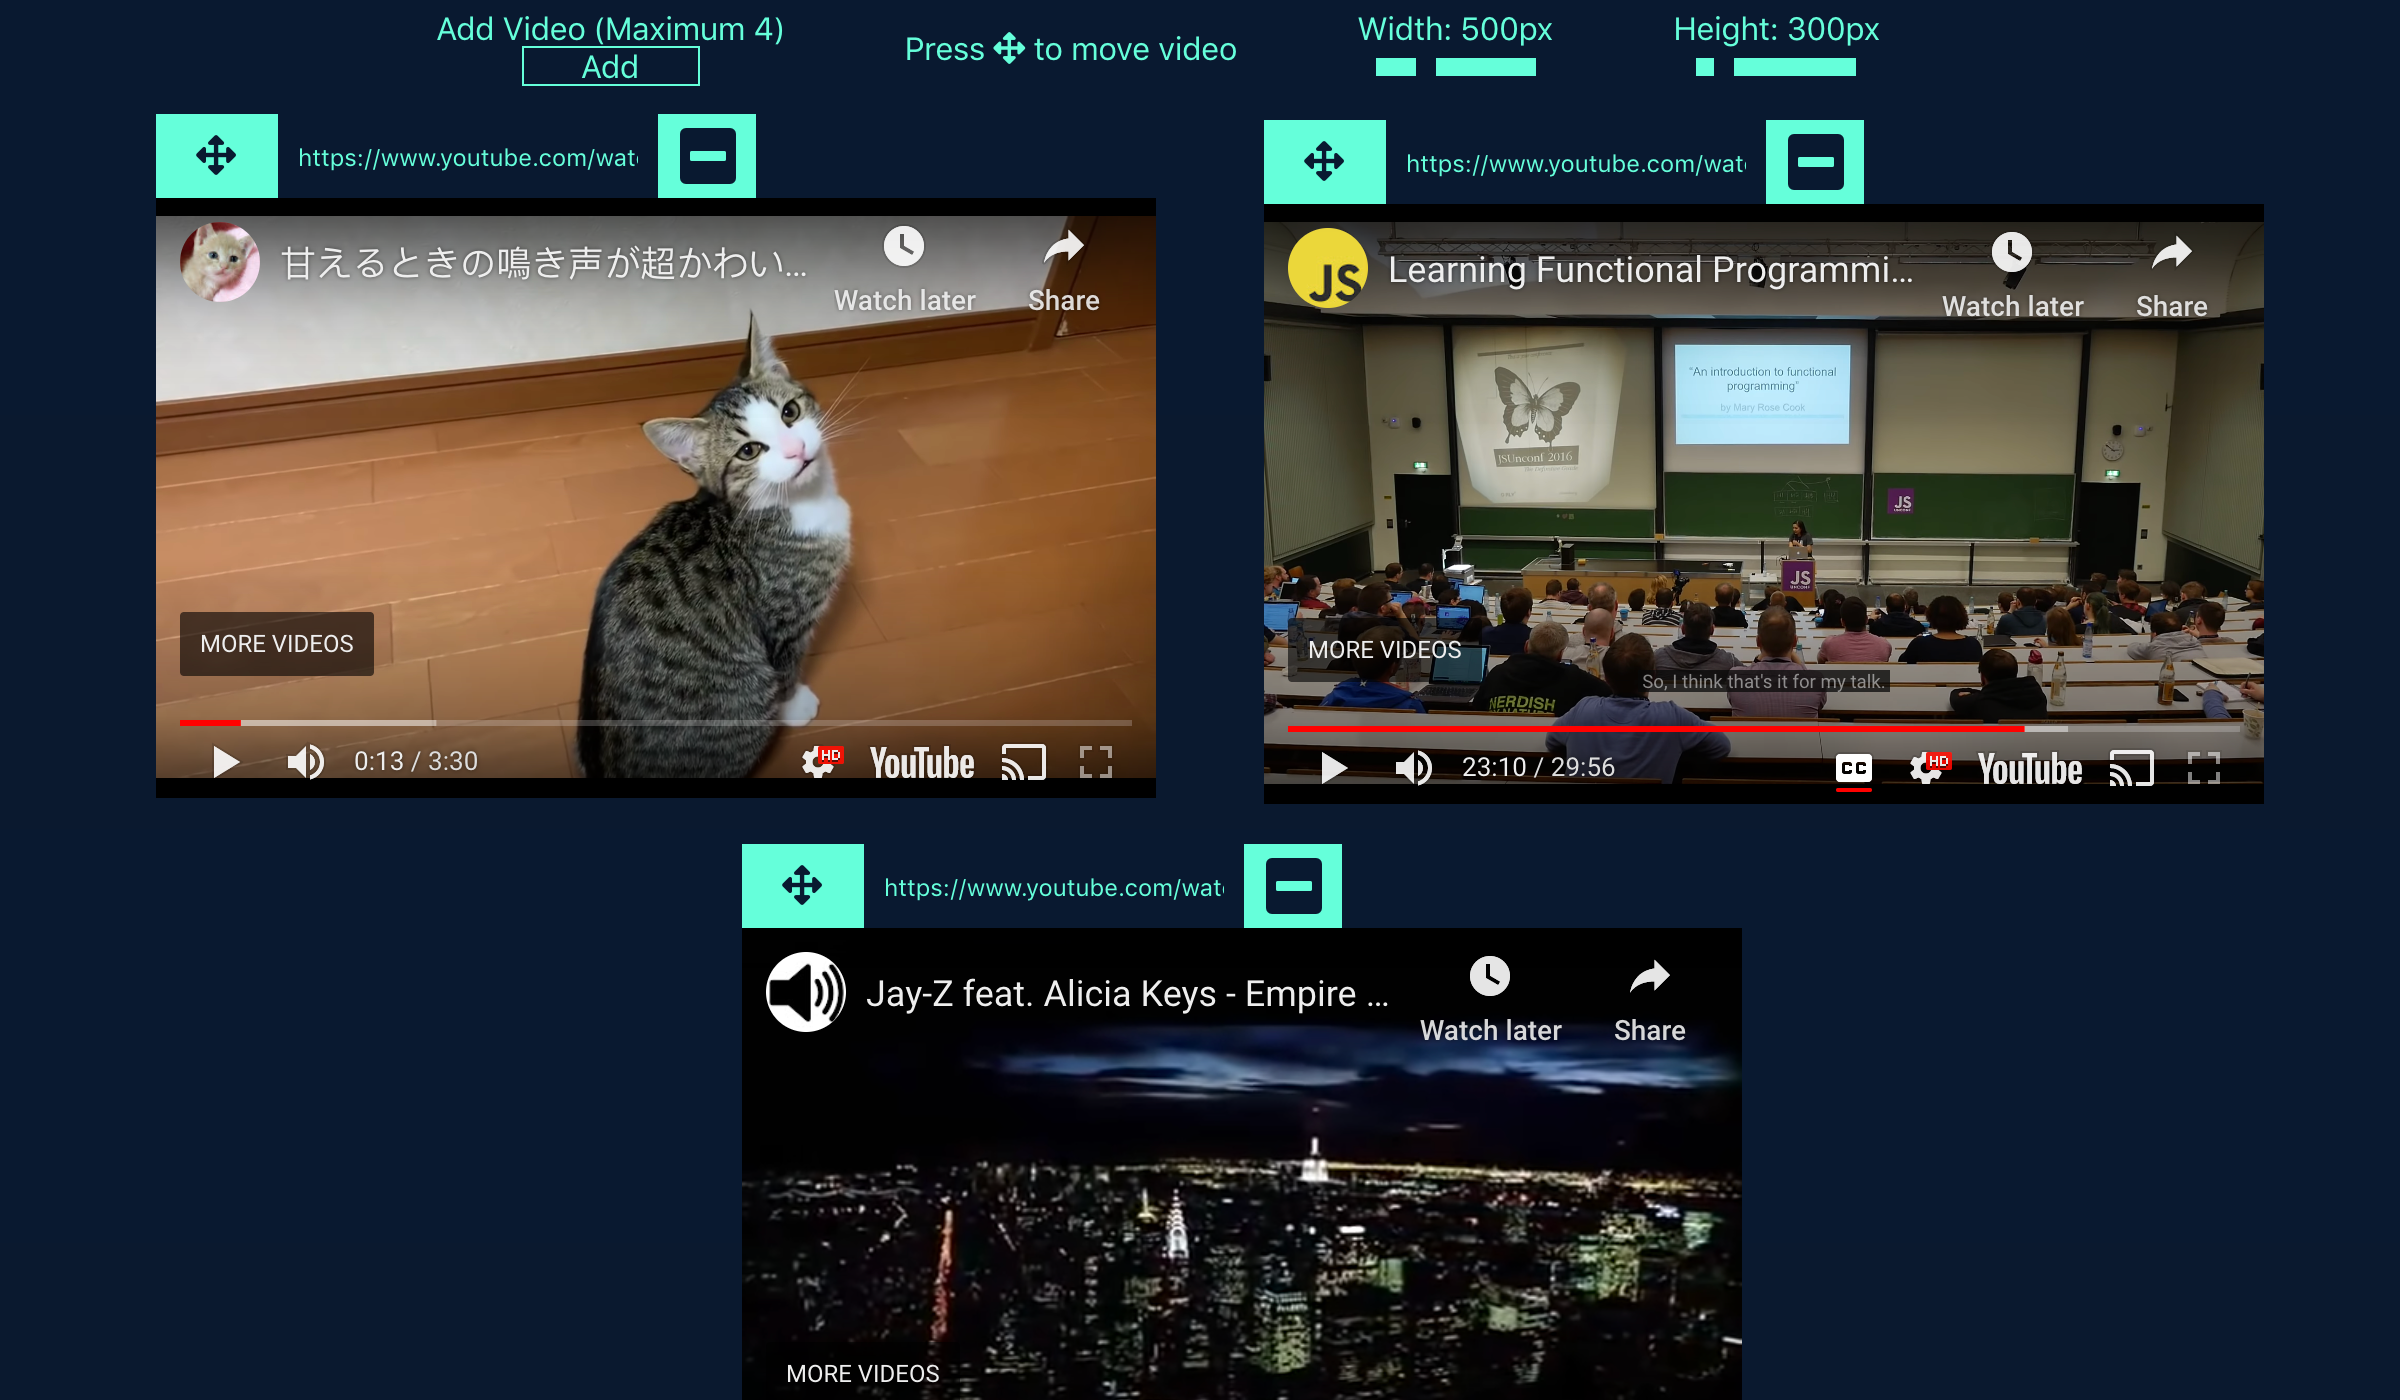 Add Video (Maximum 4)
Add
Press to move video
Width: 500px
Height: 300px
https://www.youtube.com/wat
甘えるときの鳴き声が超かわい...
Watch later
Share
MORE VIDEOS
0:13 / 3:30
HD
YouTube
https://www.youtube.com/wat
JS
Learning Functional Programmi...
Watch later
Share
"An introduction to functional
programming"
by Mary Rose Cook
JSUnconf 2016
JS
JS
MORE VIDEOS
NERDISH
So, I think that's it for my talk.
23:10 / 29:56
CC
HD
YouTube
https://www.youtube.com/wat
Jay-Z feat. Alicia Keys - Empire ...
Watch later
Share
MORE VIDEOS